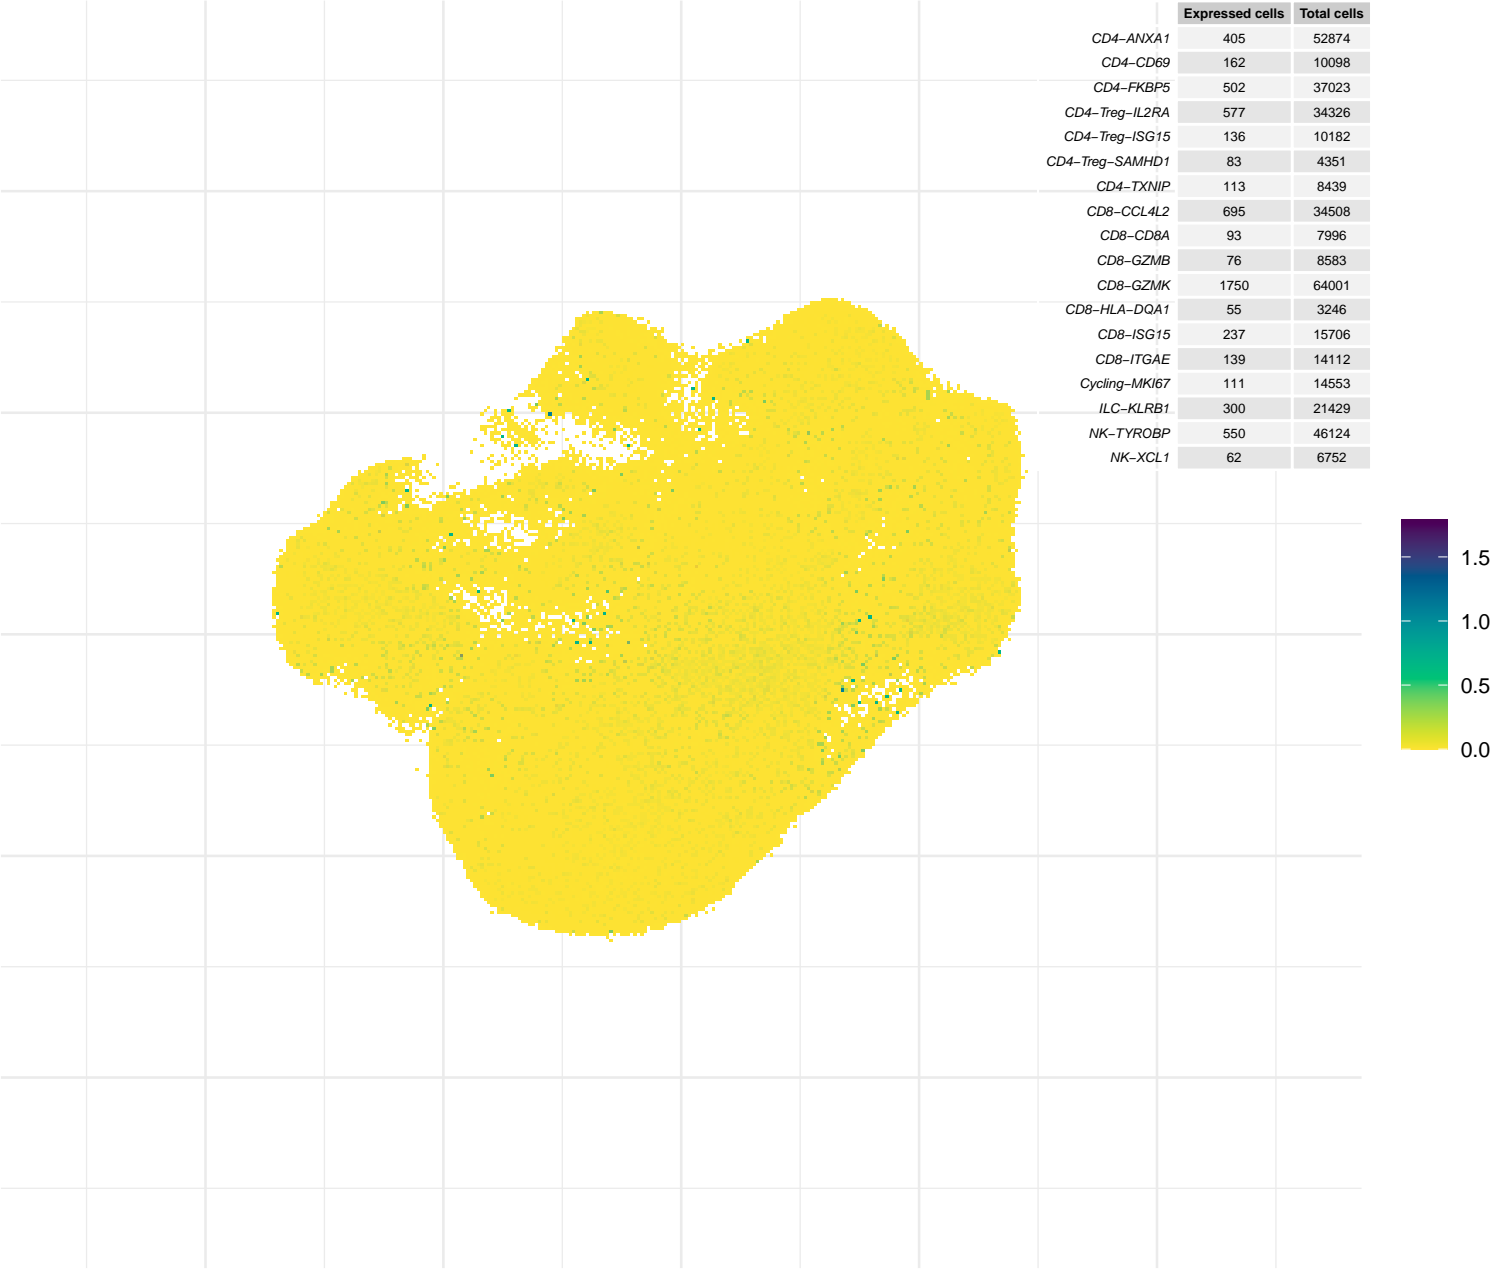 Expressed cells Total cells
CD4−ANXA1 405 52874
CD4−CD69 162 10098
CD4−FKBP5 502 37023
CD4−Treg−IL2RA 577 34326
CD4−Treg−ISG15 136 10182
CD4−Treg−SAMHD1 83 4351
CD4−TXNIP 113 8439
CD8−CCL4L2 695 34508
CD8−CD8A 93 7996
CD8−GZMB 76 8583
CD8−GZMK 1750 64001
CD8−HLA−DQA1 55 3246
CD8−ISG15 237 15706
CD8−ITGAE 139 14112
Cycling−MKI67 111 14553
ILC−KLRB1 300 21429
NK−TYROBP 550 46124
NK−XCL1 62 6752
1.5
1.0
0.5
0.0